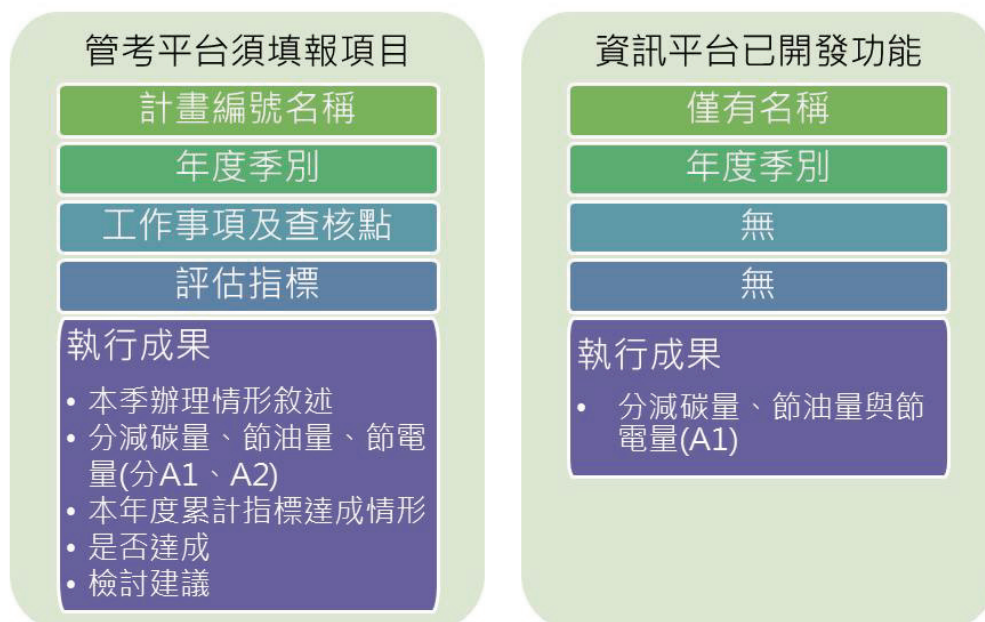 管考平台須填報項目
計畫編號名稱
年度季別
工作事項及查核點
評估指標
執行成果
• 本季辦理情形敘述
• 分減碳量、節油量、節電
量(分A1、A2)
• 本年度累計指標達成情形
• 是否達成
• 檢討建議
資訊平台已開發功能
僅有名稱
年度季別
無
無
執行成果
• 分減碳量、節油量與節
電量(A1)